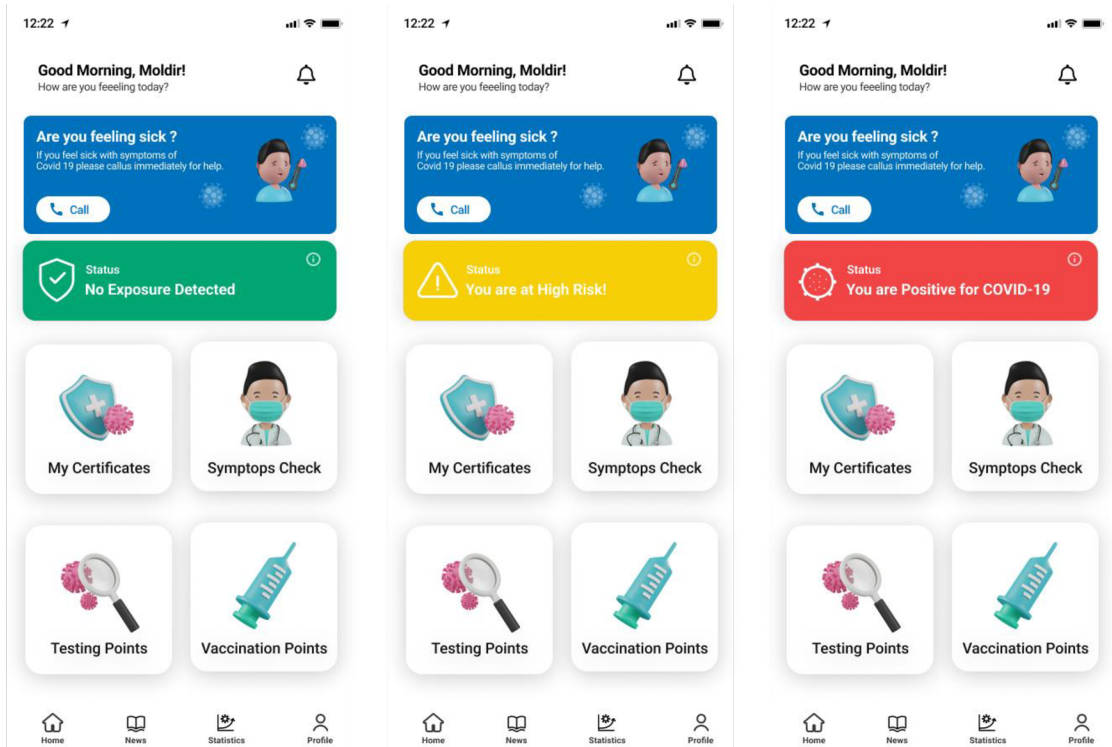 12:22
Good Morning, Moldir!
How are you feeeling today?
Are you feeling sick ?
If you feel sick with symptoms of
Covid 19 please callus immediately for help.
Call
Status
No Exposure Detected
My Certificates
Symptops Check
Testing Points
Vaccination Points
Home
News
Statistics
Profile
12:22
Good Morning, Moldir!
How are you feeeling today?
Are you feeling sick ?
If you feel sick with symptoms of
Covid 19 please callus immediately for help.
Call
Status
You are at High Risk!
My Certificates
Symptops Check
Testing Points
Vaccination Points
Home
News
Statistics
Profile
12:22
Good Morning, Moldir!
How are you feeeling today?
Are you feeling sick ?
If you feel sick with symptoms of
Covid 19 please callus immediately for help.
Call
Status
You are Positive for COVID-19
My Certificates
Symptops Check
Testing Points
Vaccination Points
Home
News
Statistics
Profile